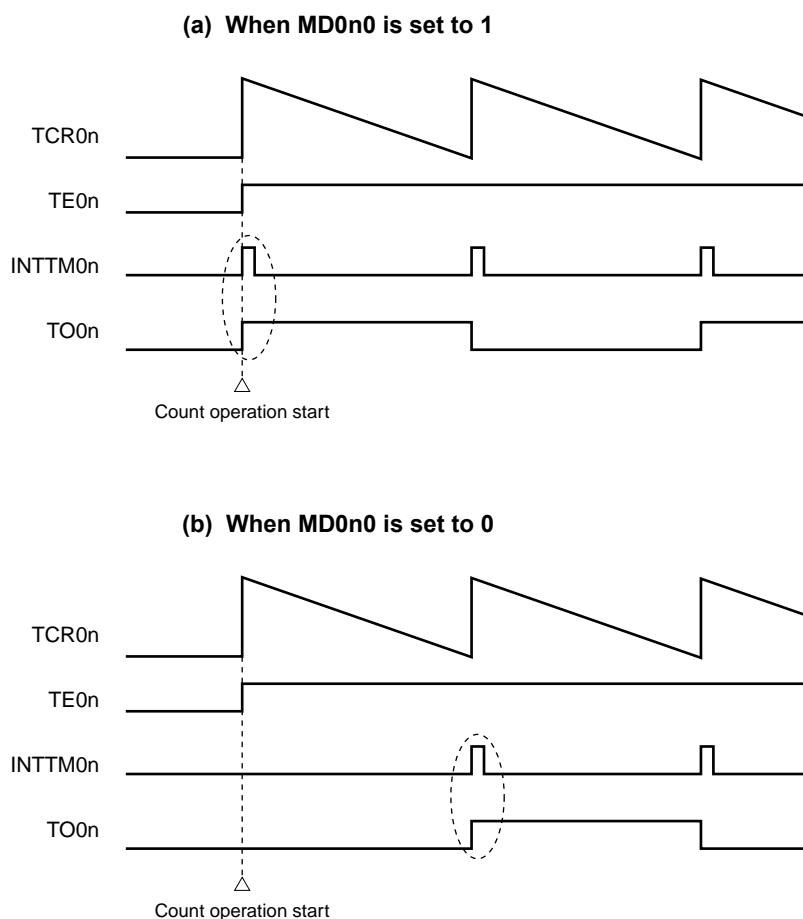 (a) When MD0n0 is set to 1
TCR0n
TE0n
INTTM0n
TO0n
Count operation start
(b) When MD0n0 is set to 0
TCR0n
TE0n
INTTM0n
TO0n
Count operation start